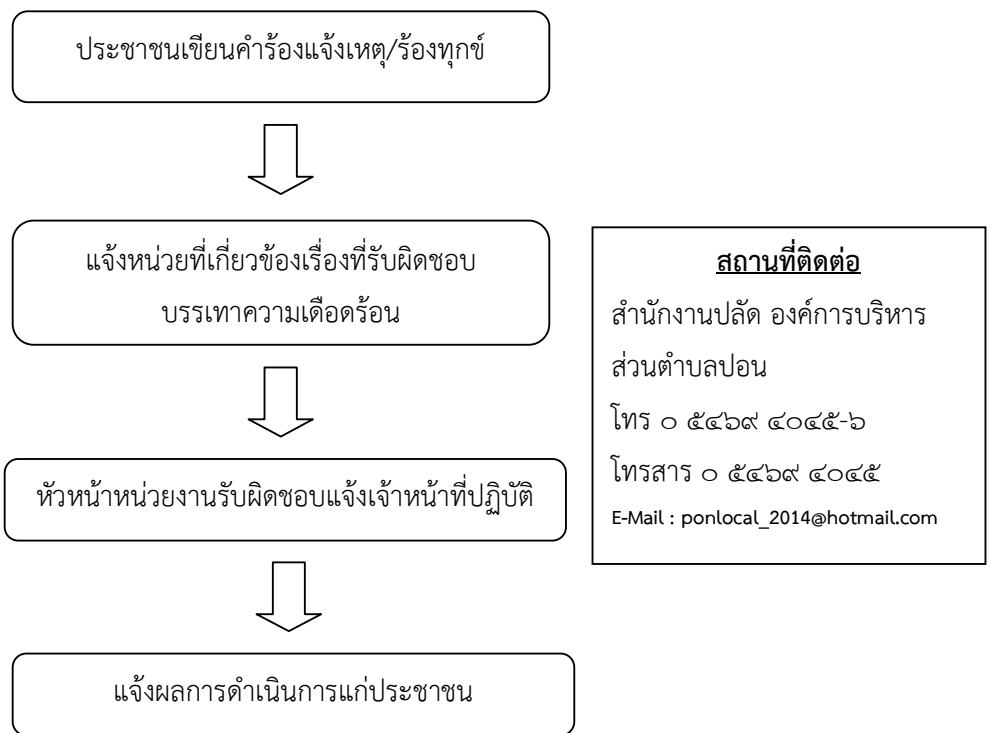 ประชาชนเขียนคำร้องแจ้งเหตุ/ร้องทุกข์
แจ้งหน่วยที่เกี่ยวข้องเรื่องที่รับผิดชอบ
บรรเทาความเดือดร้อน
หัวหน้าหน่วยงานรับผิดชอบแจ้งเจ้าหน้าที่ปฏิบัติ
แจ้งผลการดำเนินการแก่ประชาชน
สถานที่ติดต่อ
สำนักงานปลัด องค์การบริหาร
ส่วนตำบลปอน
โทร ๐ ๕๔๖๙ ๔๐๔๕-๖
โทรสาร ๐ ๕๔๖๙ ๔๐๔๕
E-Mail : ponlocal_2014@hotmail.com